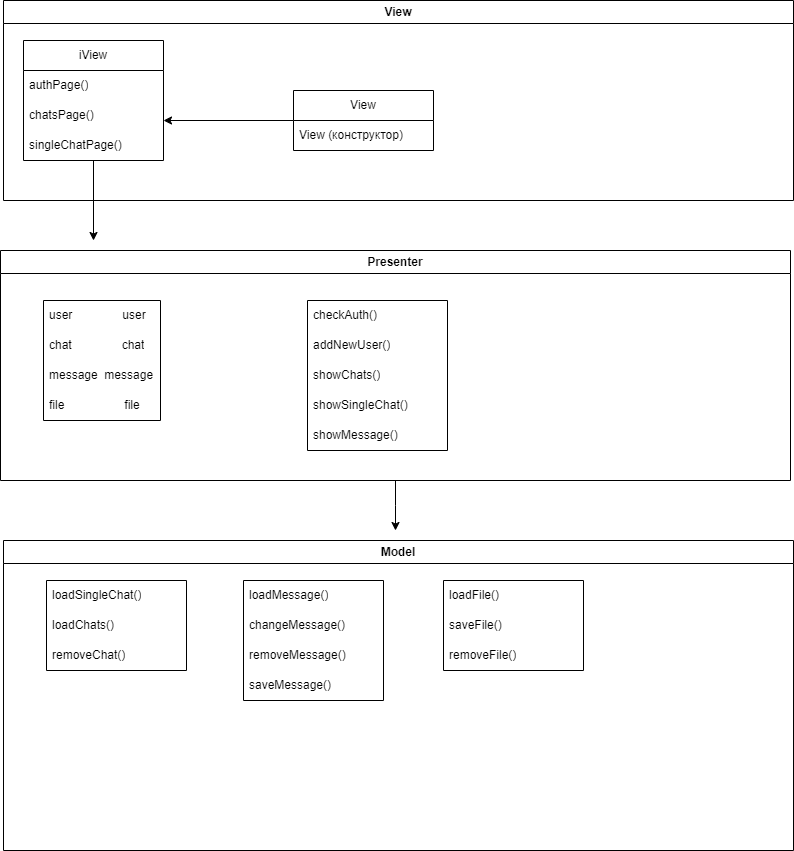 View
iView
authPage()
chatsPage()
singleChatPage()
View
View (конструктор)
Presenter
user user
chat chat
message message
file file
checkAuth()
addNewUser()
showChats()
showSingleChat()
showMessage()
Model
loadSingleChat()
loadChats()
removeChat()
loadMessage()
changeMessage()
removeMessage()
saveMessage()
loadFile()
saveFile()
removeFile()